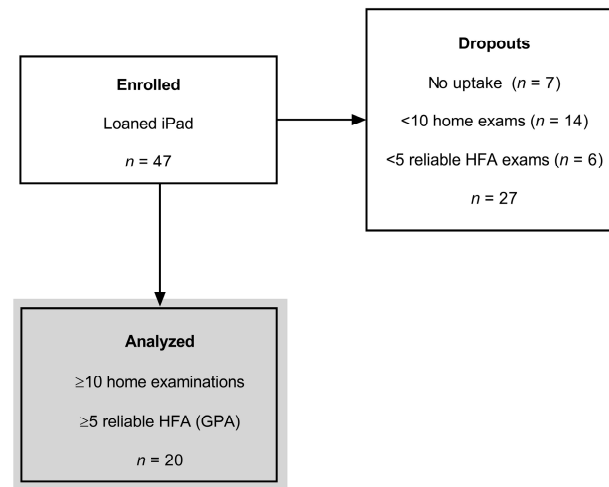 Enrolled
Loaned iPad
n = 47
Dropouts
No uptake (n = 7)
<10 home exams (n = 14)
<5 reliable HFA exams (n = 6)
n = 27
Analyzed
≥10 home examinations
≥5 reliable HFA (GPA)
n = 20